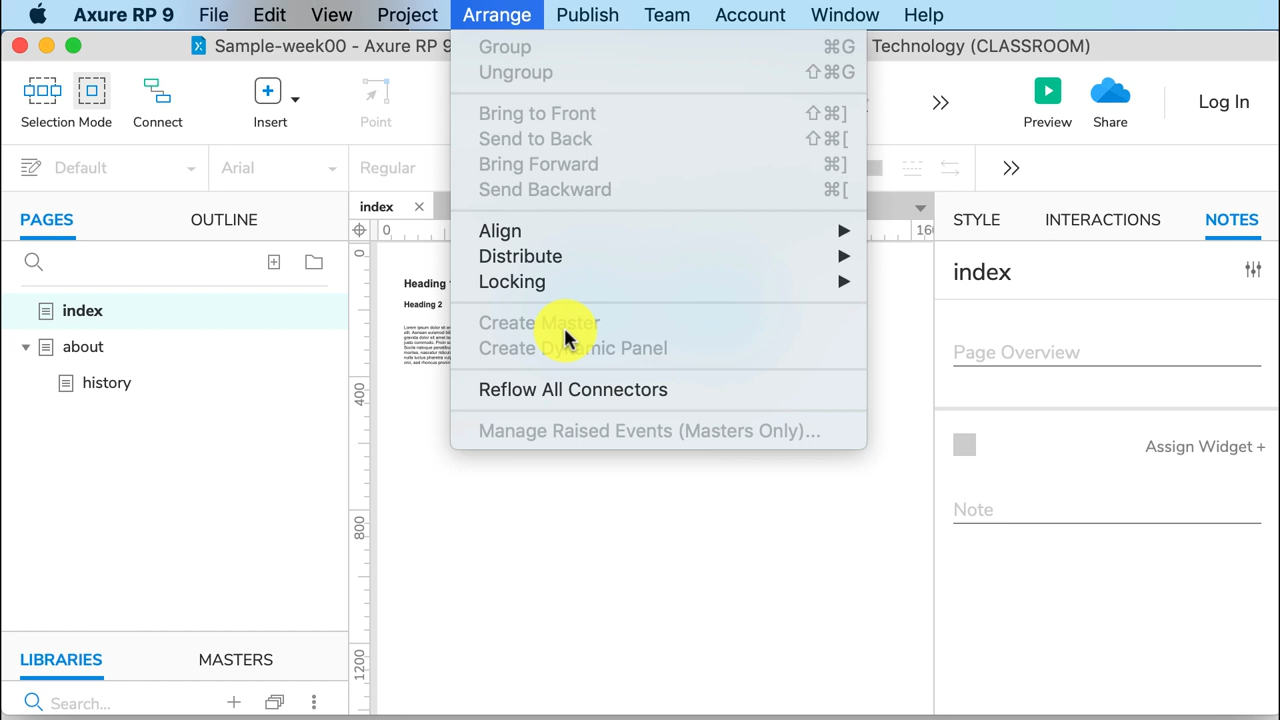 Axure RP 9 File Edit View Project Arrange Publish Team Account Window Help
Sample-week00 - Axure RP 9
Technology (CLASSROOM)
Selection Mode
Connect
Insert
Point
Preview
Share
Log In
Default
Arial
Regular
Group ⌘G
Ungroup ⇧⌘G
Bring to Front ⇧⌘]
Send to Back ⇧⌘[
Bring Forward ⌘]
Send Backward ⌘[
Align
Distribute
Locking
Create Master
Create Dynamic Panel
Reflow All Connectors
Manage Raised Events (Masters Only)...
PAGES OUTLINE
index
about
history
LIBRARIES MASTERS
Search...
index
0
160
0
400
800
1200
Heading
Heading 2
STYLE INTERACTIONS NOTES
index
Page Overview
Assign Widget +
Note